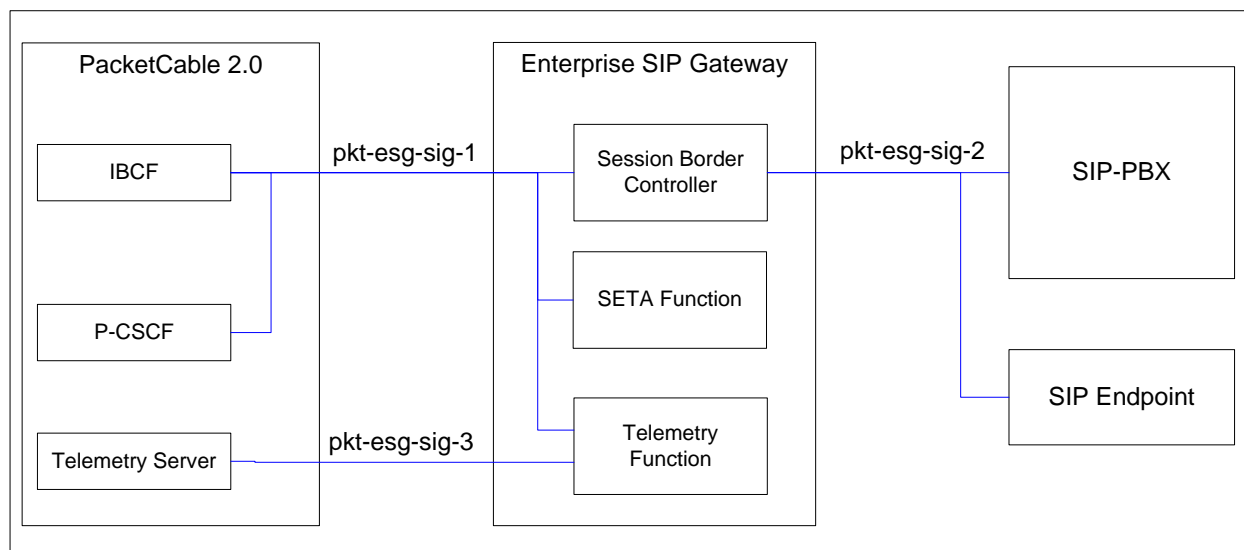 PacketCable 2.0
IBCF
P-CSCF
Telemetry Server
pkt-esg-sig-1
pkt-esg-sig-3
Enterprise SIP Gateway
Session Border
Controller
SETA Function
Telemetry
Function
pkt-esg-sig-2
SIP-PBX
SIP Endpoint